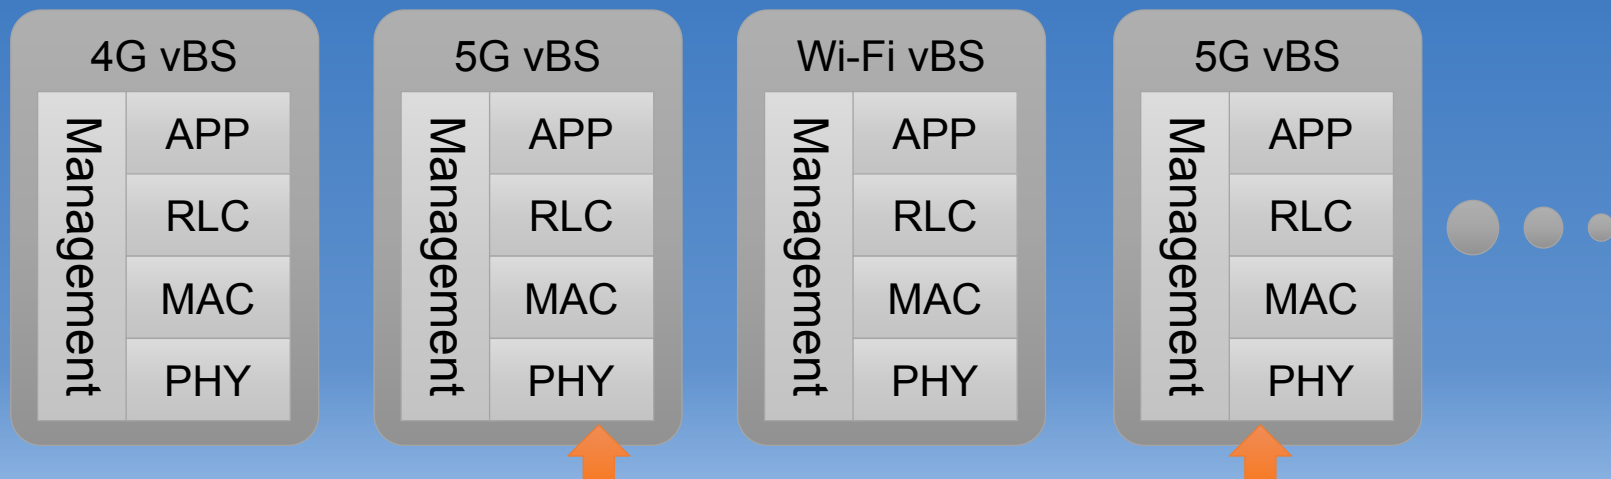 4G vBS
Management
APP
RLC
MAC
PHY
5G vBS
Management
APP
RLC
MAC
PHY
Wi-Fi vBS
Management
APP
RLC
MAC
PHY
5G vBS
Management
APP
RLC
MAC
PHY